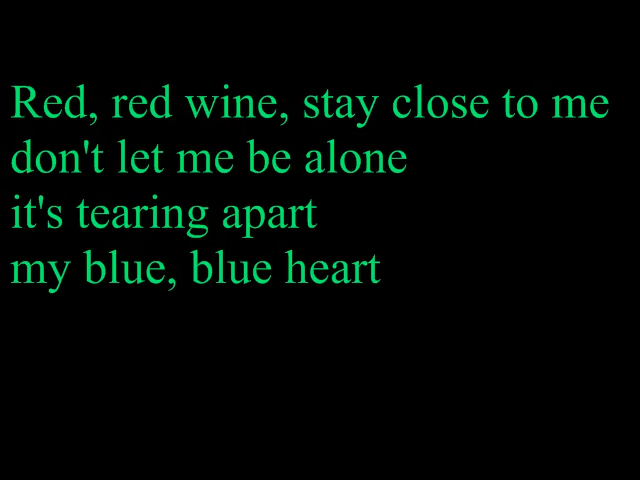 Red, red wine, stay close to me
don't let me be alone
it's tearing apart
my blue, blue heart